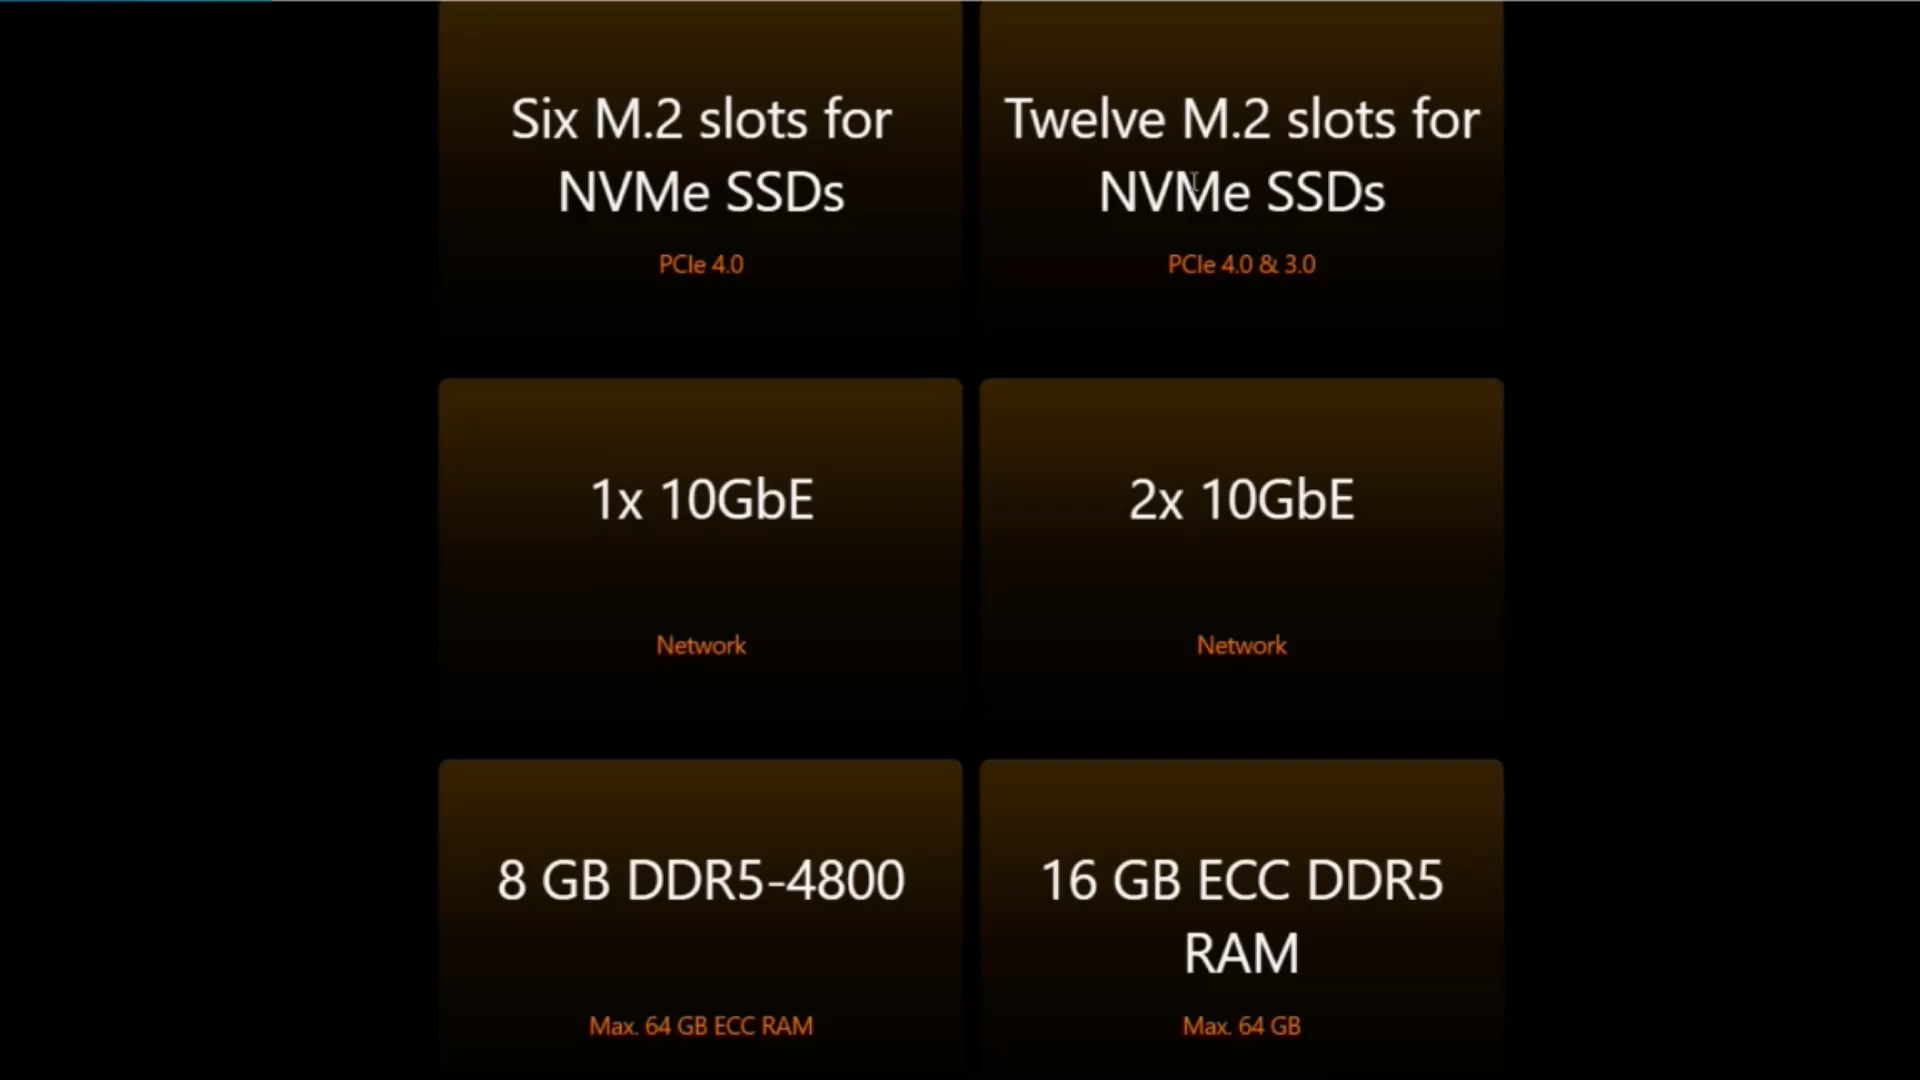 Six M.2 slots for
NVMe SSDs
PCIe 4.0
Twelve M.2 slots for
NVMe SSDs
PCIe 4.0 & 3.0
1x 10GbE
Network
2x 10GbE
Network
8 GB DDR5-4800
Max. 64 GB ECC RAM
16 GB ECC DDR5
RAM
Max. 64 GB